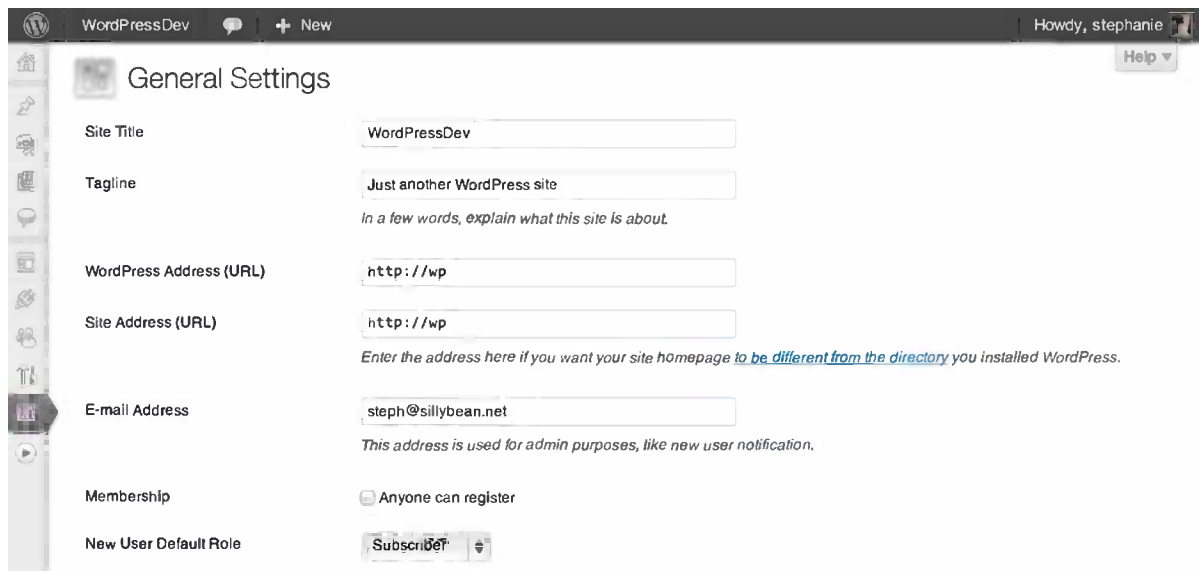 WordPressDev + New Howdy, stephanie
Help ▼
General Settings
Site Title WordPressDev
Tagline Just another WordPress site
In a few words, explain what this site is about.
WordPress Address (URL) http://wp
Site Address (URL) http://wp
Enter the address here if you want your site homepage to be different from the directory you installed WordPress.
E-mail Address steph@sillybean.net
This address is used for admin purposes, like new user notification.
Membership Anyone can register
New User Default Role Subscriber